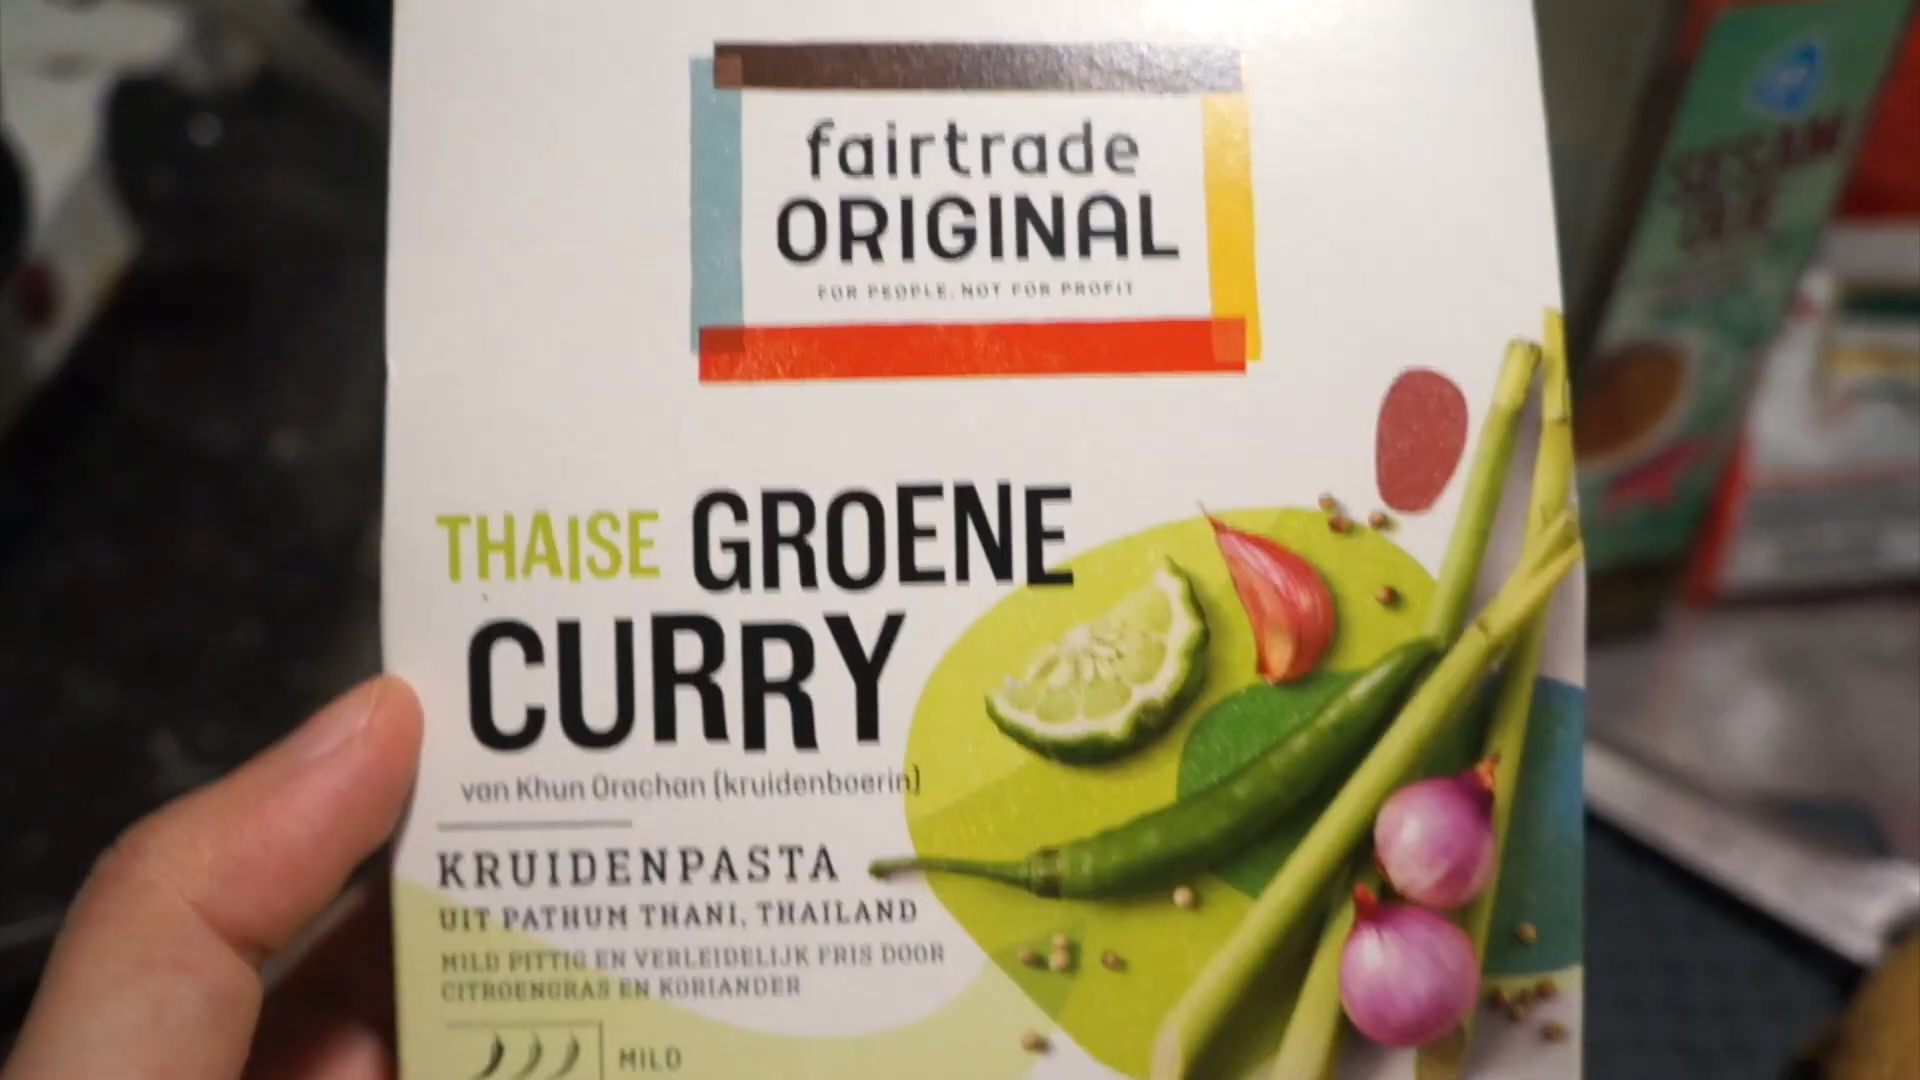 fairtrade
ORIGINAL
FOR PEOPLE, NOT FOR PROFIT
THAISE GROENE
CURRY
van Khun Orachan (kruidenboerin)
KRUIDENPASTA
UIT PATHUM THANI, THAILAND
MILD PITTIG EN VERLEIDELIJK FRIS DOOR
CITROENGRAS EN KORIANDER
MILD
SESAM